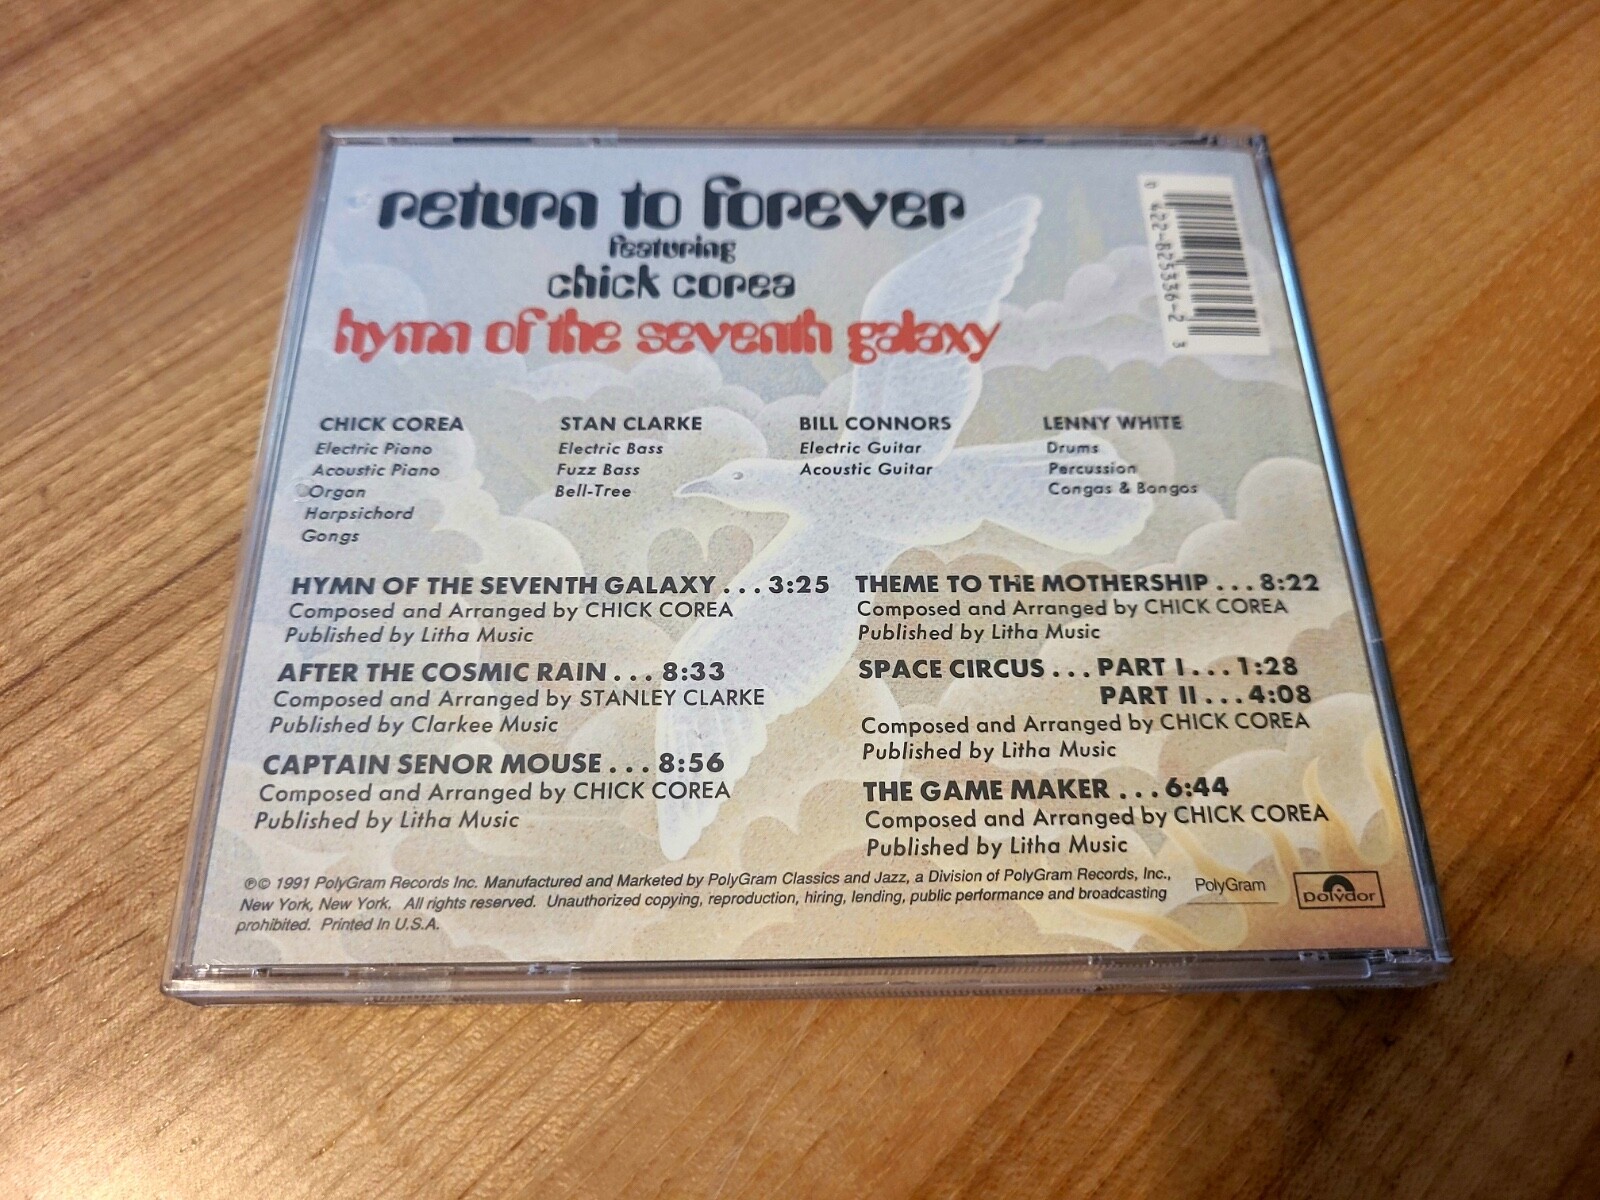 return to forever
featuring
chick corea
hymn of the seventh galaxy
0 422-825336-2 3
CHICK COREA
Electric Piano
Acoustic Piano
Organ
Harpsichord
Gongs
STAN CLARKE
Electric Bass
Fuzz Bass
Bell-Tree
BILL CONNORS
Electric Guitar
Acoustic Guitar
LENNY WHITE
Drums
Percussion
Congas & Bongos
HYMN OF THE SEVENTH GALAXY . . . 3:25
Composed and Arranged by CHICK COREA
Published by Litha Music
AFTER THE COSMIC RAIN . . . 8:33
Composed and Arranged by STANLEY CLARKE
Published by Clarkee Music
CAPTAIN SENOR MOUSE . . . 8:56
Composed and Arranged by CHICK COREA
Published by Litha Music
THEME TO THE MOTHERSHIP . . . 8:22
Composed and Arranged by CHICK COREA
Published by Litha Music
SPACE CIRCUS . . . PART I . . . 1:28
PART II . . . 4:08
Composed and Arranged by CHICK COREA
Published by Litha Music
THE GAME MAKER . . . 6:44
Composed and Arranged by CHICK COREA
Published by Litha Music
℗© 1991 PolyGram Records Inc. Manufactured and Marketed by PolyGram Classics and Jazz, a Division of PolyGram Records, Inc.,
New York, New York. All rights reserved. Unauthorized copying, reproduction, hiring, lending, public performance and broadcasting
prohibited. Printed In U.S.A.
PolyGram
Polydor